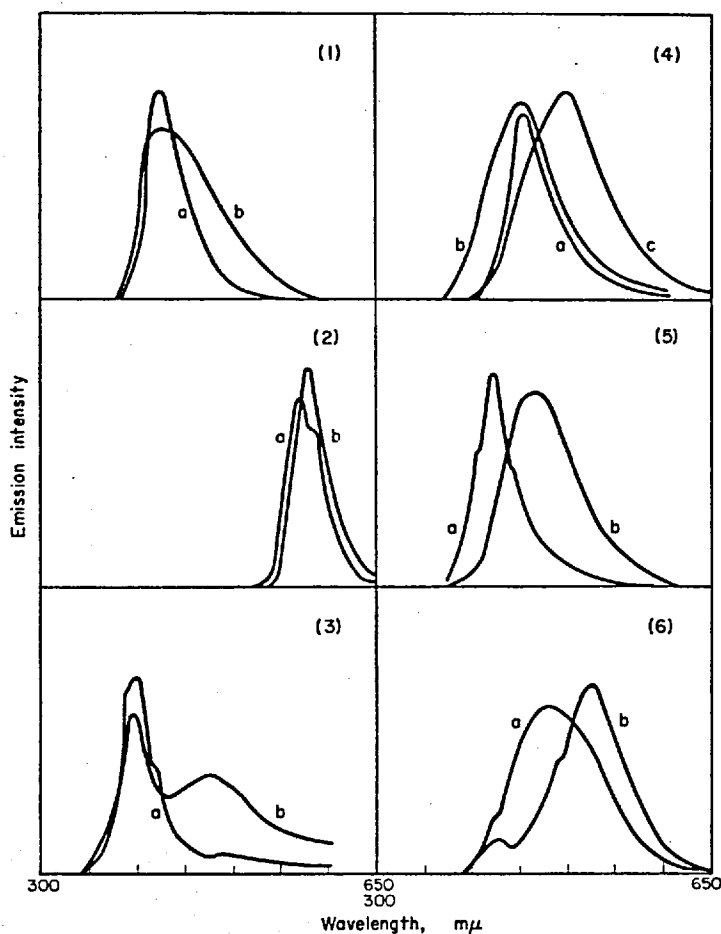 (1)
(4)
a
b
b
a
c
(2)
(5)
a
b
a
b
(3)
(6)
a
b
a
b
Emission intensity
300
650
300
650
Wavelength, mμ